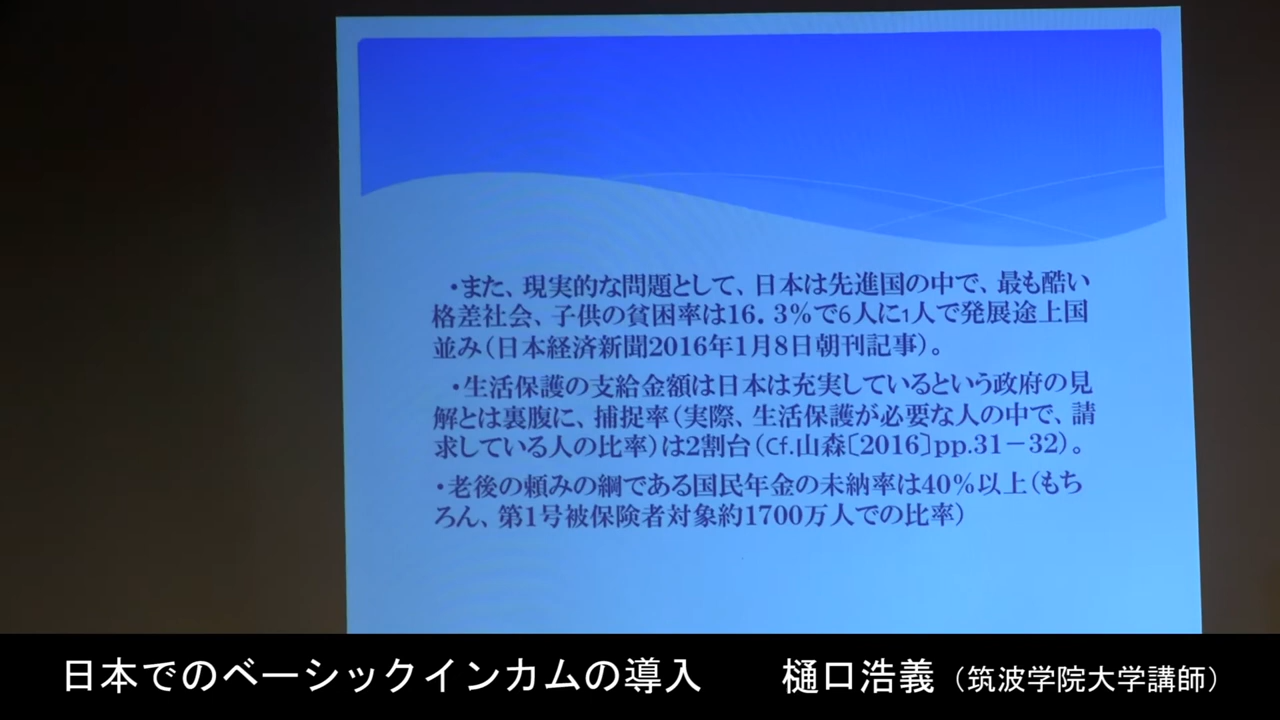 ・また、現実的な問題として、日本は先進国の中で、最も酷い
格差社会、子供の貧困率は16．3％で6人に1人で発展途上国
並み（日本経済新聞2016年1月8日朝刊記事）。
・生活保護の支給金額は日本は充実しているという政府の見
解とは裏腹に、捕捉率（実際、生活保護が必要な人の中で、請
求している人の比率）は2割台（Cf.山森〔2016〕pp.31－32）。
・老後の頼みの綱である国民年金の未納率は40％以上（もち
ろん、第1号被保険者対象約1700万人での比率）
日本でのベーシックインカムの導入　　樋口浩義（筑波学院大学講師）